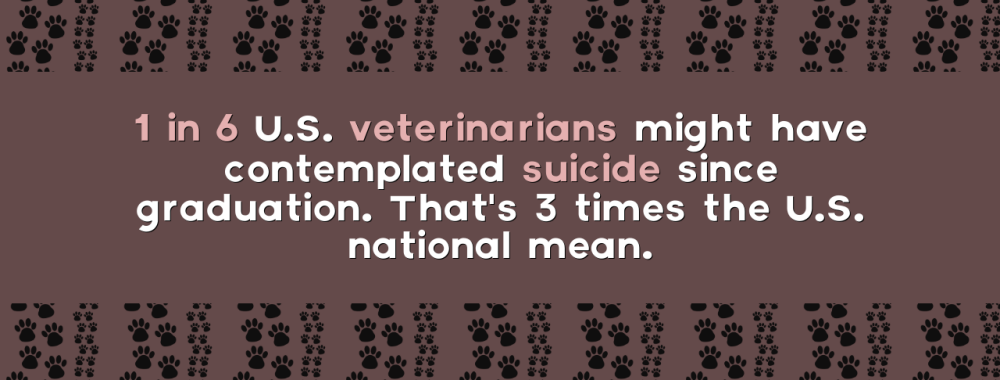 1 in 6 U.S. veterinarians might have
contemplated suicide since
graduation. That's 3 times the U.S.
national mean.